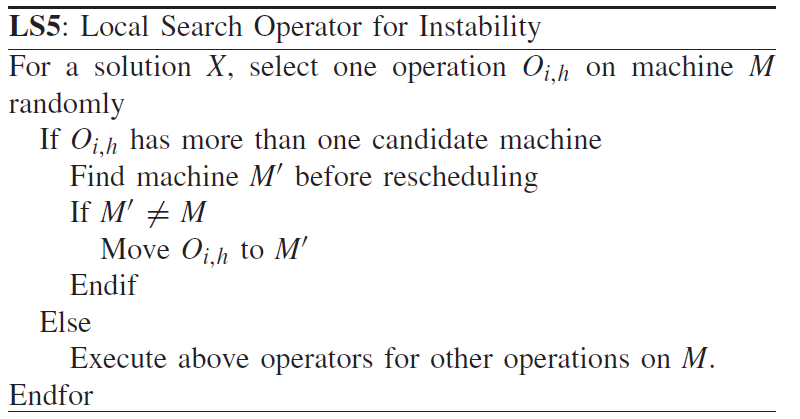 LS5: Local Search Operator for Instability
For a solution X, select one operation O_{i,h} on machine M
randomly
If O_{i,h} has more than one candidate machine
Find machine M′ before rescheduling
If M′ ≠ M
Move O_{i,h} to M′
Endif
Else
Execute above operators for other operations on M.
Endfor